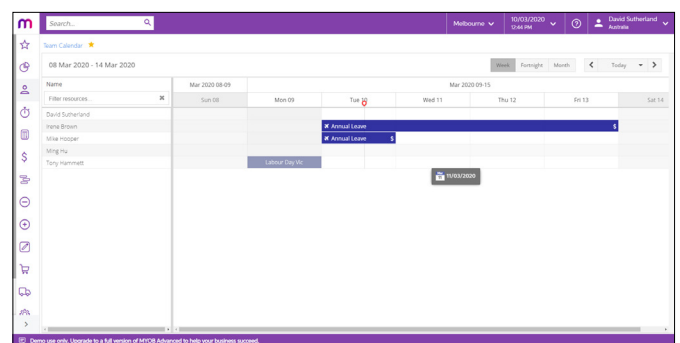 m Search... Melbourne 10/03/2020 12:44 PM David Sutherland Australia
Team Calendar
08 Mar 2020 - 14 Mar 2020 Week Fortnight Month Today
Name Mar 2020 08-09 Mar 2020 09-15
Filter resources... Sun 08 Mon 09 Tue 10 Wed 11 Thu 12 Fri 13 Sat 14
David Sutherland
Irena Brown Annual Leave $
Mike Hooper Annual Leave $
Ming Hu
Tony Hammett Labour Day Vic
11/03/2020
Demo use only. Upgrade to a full version of MYOB Advanced to help your business succeed.